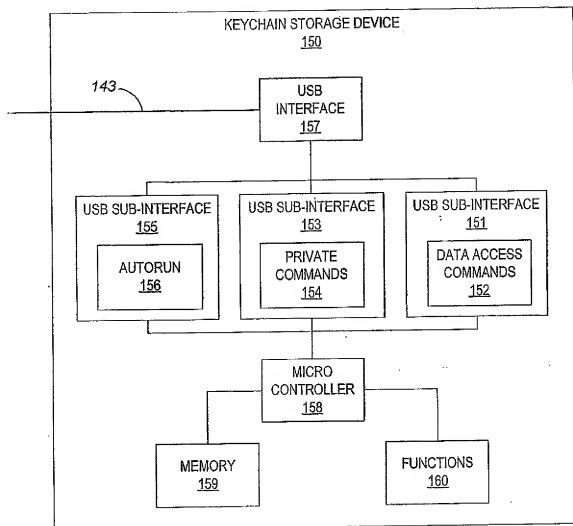 KEYCHAIN STORAGE DEVICE
150
143
USB
INTERFACE
157
USB SUB-INTERFACE
155
AUTORUN
156
USB SUB-INTERFACE
153
PRIVATE
COMMANDS
154
USB SUB-INTERFACE
151
DATA ACCESS
COMMANDS
152
MICRO
CONTROLLER
158
MEMORY
159
FUNCTIONS
160